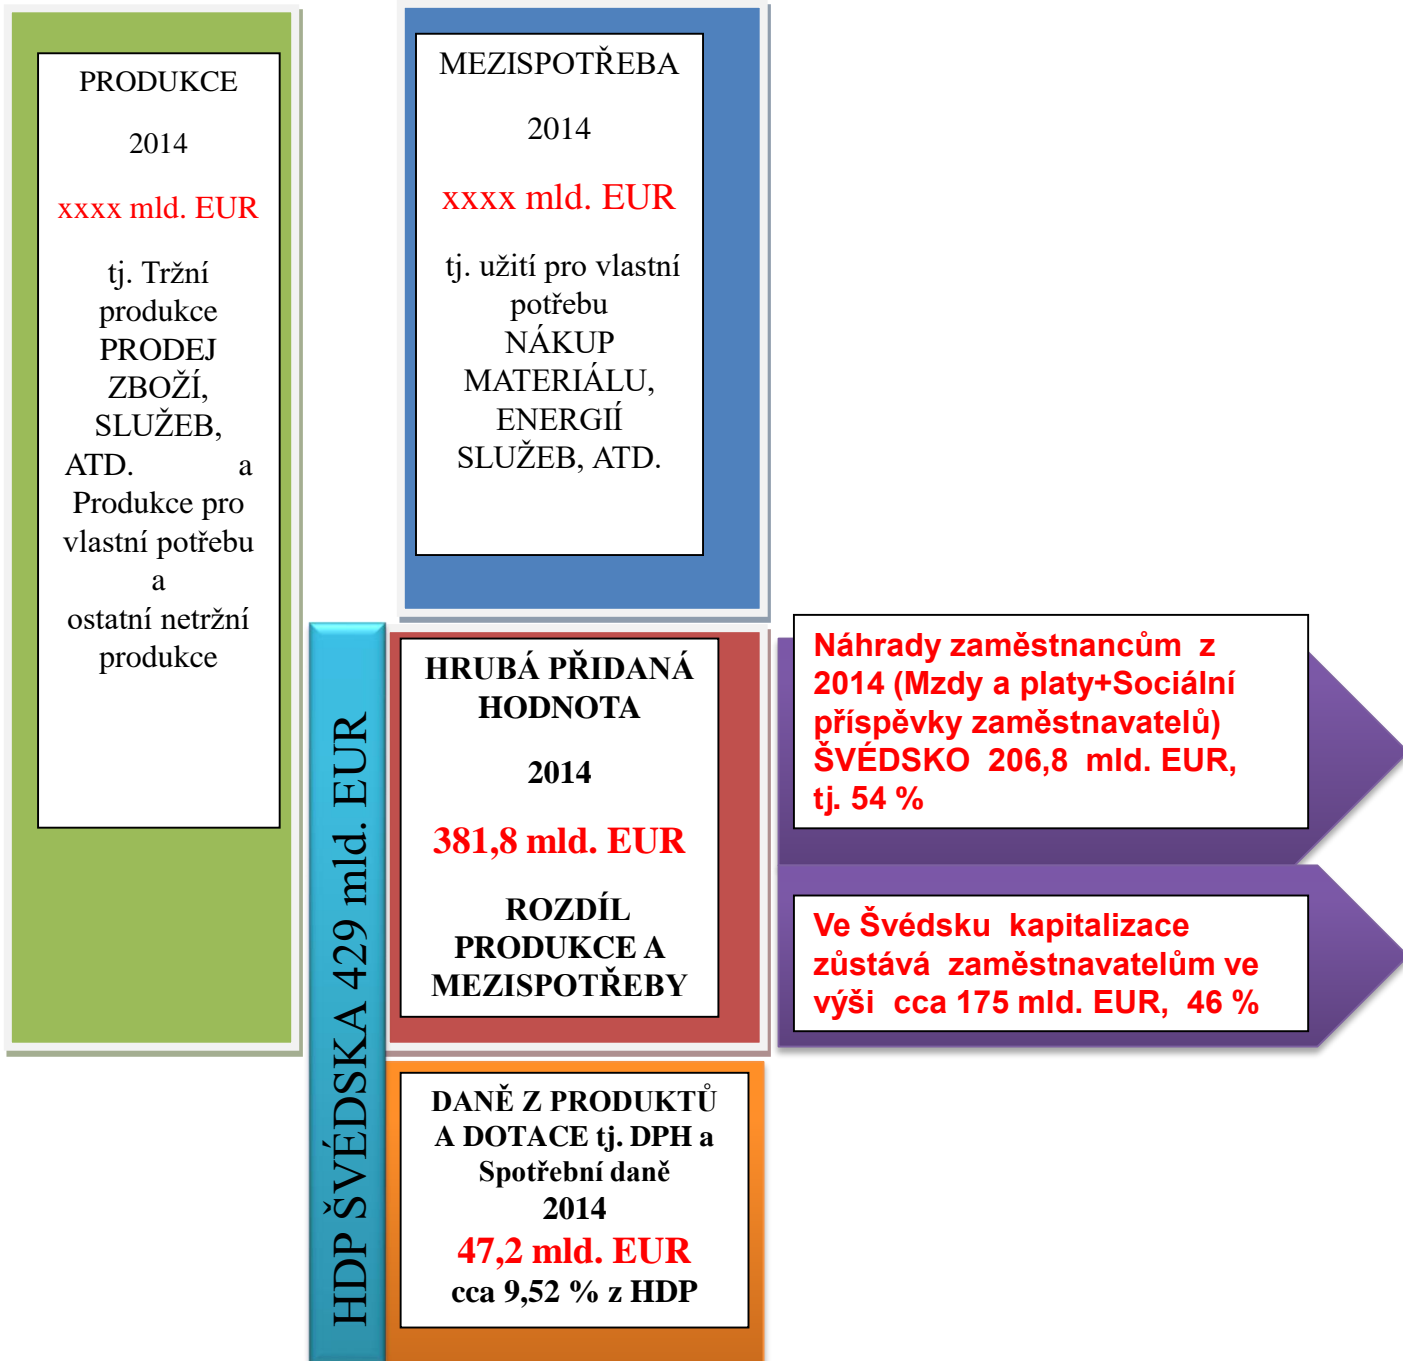 PRODUKCE
2014
xxxx mld. EUR
tj. Tržní
produkce
PRODEJ
ZBOŽÍ,
SLUŽEB,
ATD. a
Produkce pro
vlastní potřebu
a
ostatní netržní
produkce
MEZISPOTŘEBA
2014
xxxx mld. EUR
tj. užití pro vlastní
potřebu
NÁKUP
MATERIÁLU,
ENERGIÍ
SLUŽEB, ATD.
HDP ŠVÉDSKA 429 mld. EUR
HRUBÁ PŘIDANÁ
HODNOTA
2014
381,8 mld. EUR
ROZDÍL
PRODUKCE A
MEZISPOTŘEBY
Náhrady zaměstnancům z
2014 (Mzdy a platy+Sociální
příspěvky zaměstnavatelů)
ŠVÉDSKO 206,8 mld. EUR,
tj. 54 %
Ve Švédsku kapitalizace
zůstává zaměstnavatelům ve
výši cca 175 mld. EUR, 46 %
DANĚ Z PRODUKTŮ
A DOTACE tj. DPH a
Spotřební daně
2014
47,2 mld. EUR
cca 9,52 % z HDP